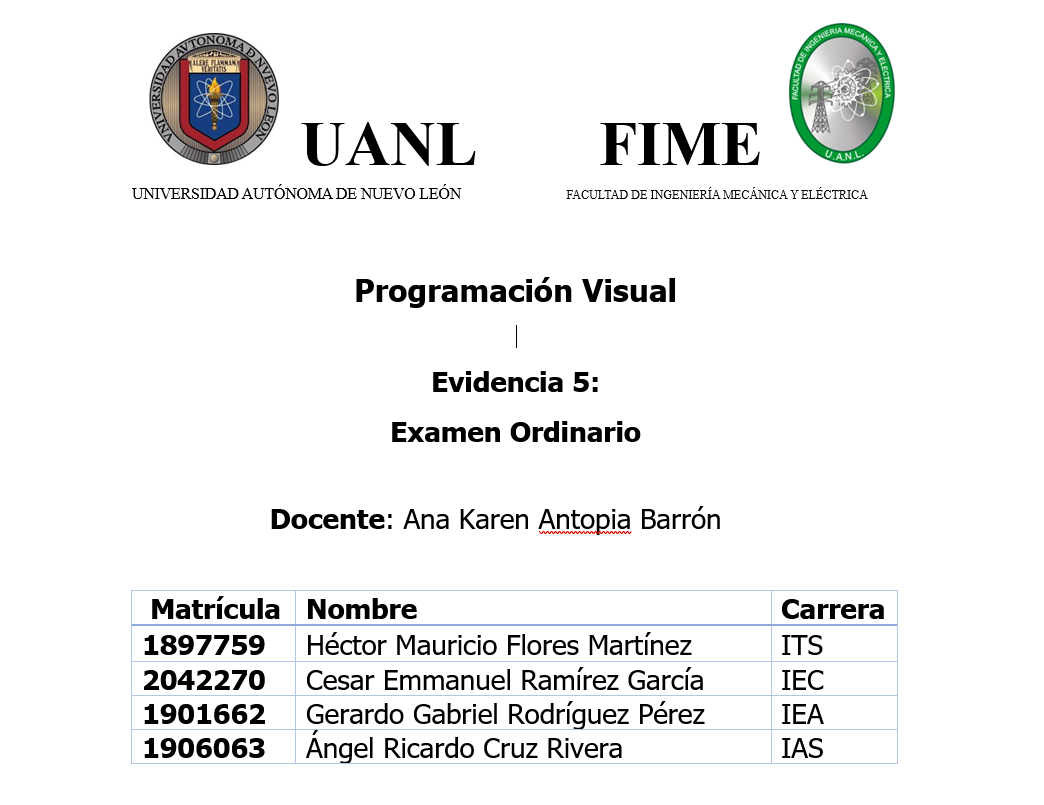 UNIVERSIDAD AVTONOMA D NVEVO LEON
ALERE FLAMMAM
VERITATIS
FACULTAD DE INGENIERIA MECANICA Y ELECTRICA
U.A.N.L.
UANL FIME
UNIVERSIDAD AUTÓNOMA DE NUEVO LEÓN FACULTAD DE INGENIERÍA MECÁNICA Y ELÉCTRICA
Programación Visual
Evidencia 5:
Examen Ordinario
Docente: Ana Karen Antopia Barrón
Matrícula Nombre Carrera
1897759 Héctor Mauricio Flores Martínez ITS
2042270 Cesar Emmanuel Ramírez García IEC
1901662 Gerardo Gabriel Rodríguez Pérez IEA
1906063 Ángel Ricardo Cruz Rivera IAS